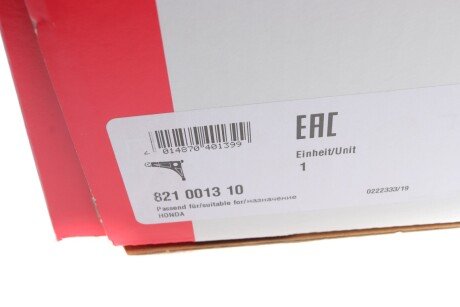 EAC
4 014870 401399
Einheit/Unit
1
821 0013 10
0222333/19
Passend für/suitable for/назначение
HONDA